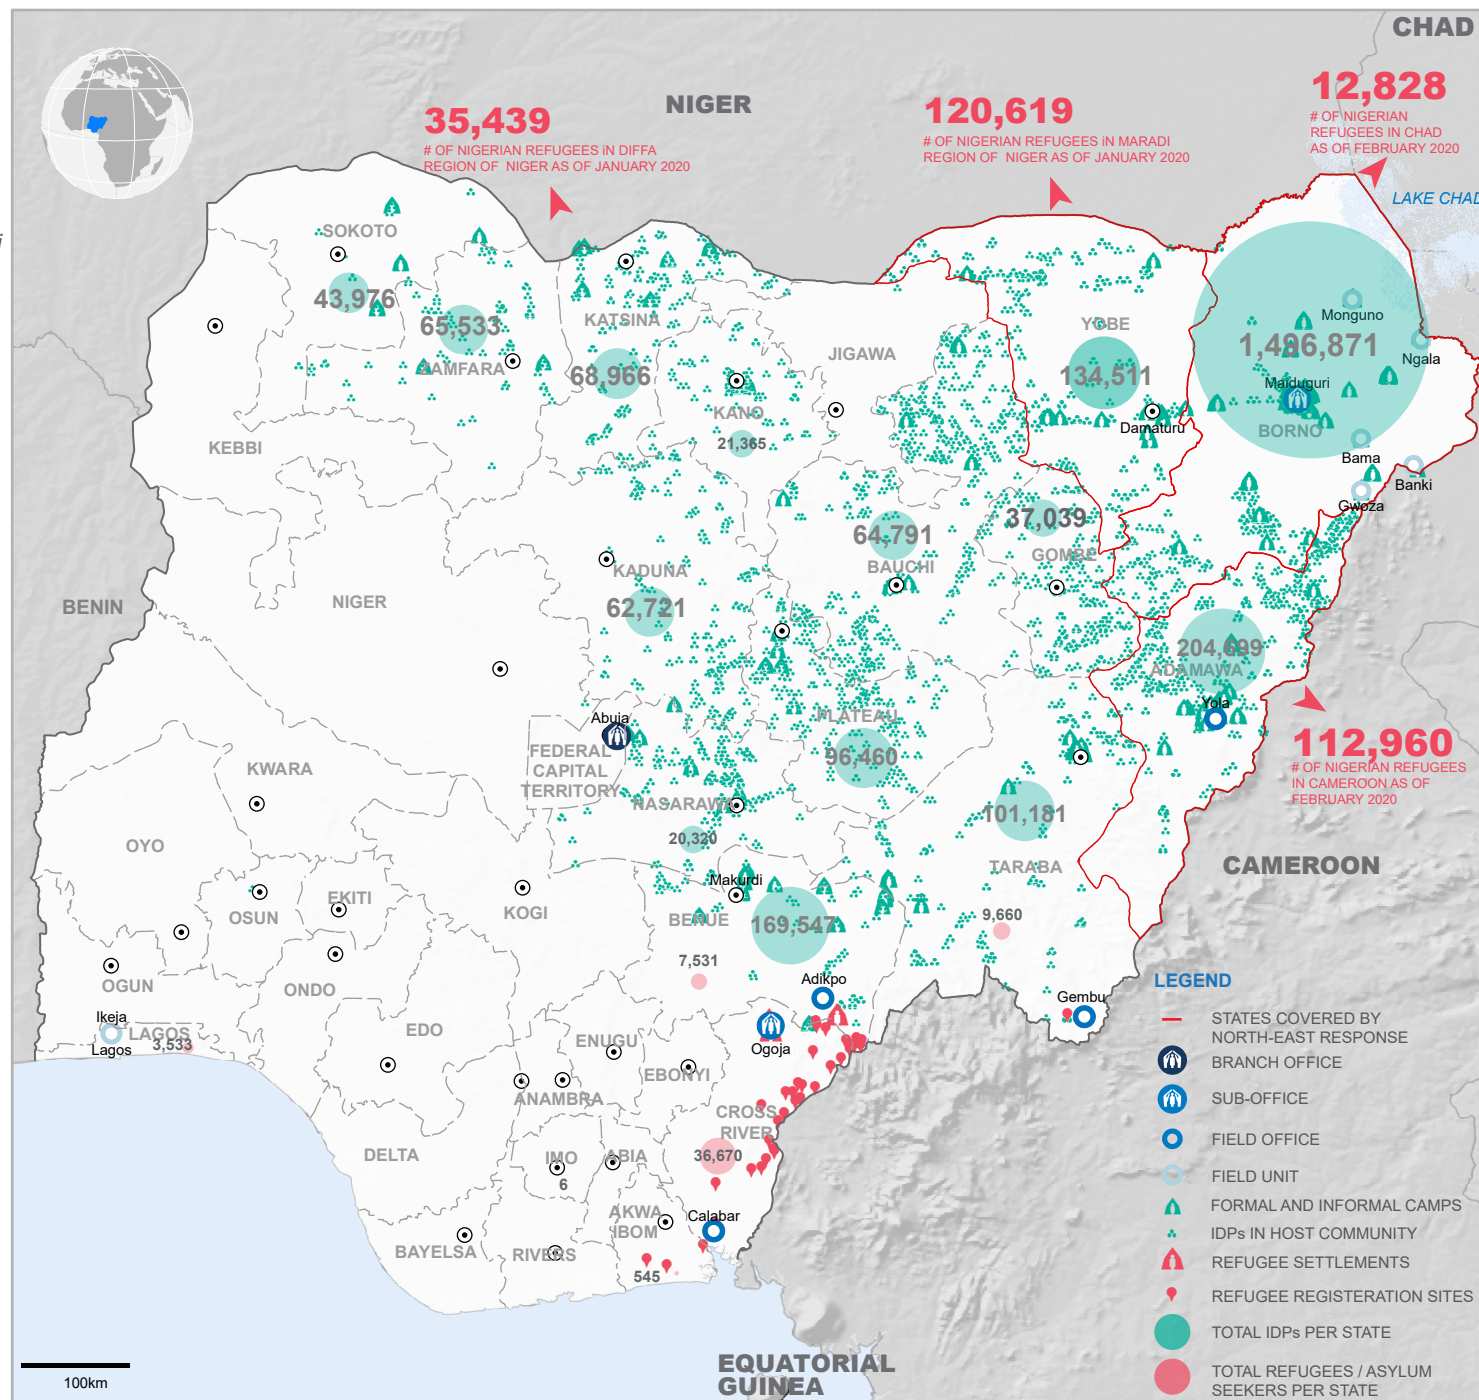 CHAD
12,828
# OF NIGERIAN
REFUGEES IN CHAD
AS OF FEBRUARY 2020
NIGER
35,439
# OF NIGERIAN REFUGEES iN DIFFA
REGION OF NIGER AS OF JANUARY 2020
120,619
# OF NIGERIAN REFUGEES iN MARADI
REGION OF NIGER AS OF JANUARY 2020
LAKE CHAD
SOKOTO
43,976
65,533
ZAMFARA
KATSINA
68,966
KANO
21,365
JIGAWA
YOBE
134,511
Damaturu
Monguno
1,496,871
Ngala
Maiduguri
BORNO
Bama
Banki
Gwoza
KEBBI
64,791
BAUCHI
37,039
GOMBE
KADUNA
62,721
NIGER
BENIN
204,699
ADAMAWA
Yola
112,960
# OF NIGERIAN REFUGEES
IN CAMEROON AS OF
FEBRUARY 2020
Abuja
FEDERAL
CAPITAL
TERRITORY
PLATEAU
96,460
KWARA
NASARAWA
20,320
101,181
TARABA
CAMEROON
OYO
OSUN
EKITI
KOGI
Makurdi
BENUE
169,547
9,660
7,531
Adikpo
OGUN
ONDO
Gembu
Ikeja
LAGOS
3,533
Lagos
EDO
ENUGU
Ogoja
EBONYI
ANAMBRA
CROSS
RIVER
36,670
DELTA
IMO
6
ABIA
AKWA
IBOM
Calabar
BAYELSA
RIVERS
545
LEGEND
STATES COVERED BY
NORTH-EAST RESPONSE
BRANCH OFFICE
SUB-OFFICE
FIELD OFFICE
FIELD UNIT
FORMAL AND INFORMAL CAMPS
IDPs IN HOST COMMUNITY
REFUGEE SETTLEMENTS
REFUGEE REGISTERATION SITES
TOTAL IDPs PER STATE
TOTAL REFUGEES / ASYLUM
SEEKERS PER STATE
100km
EQUATORIAL
GUINEA